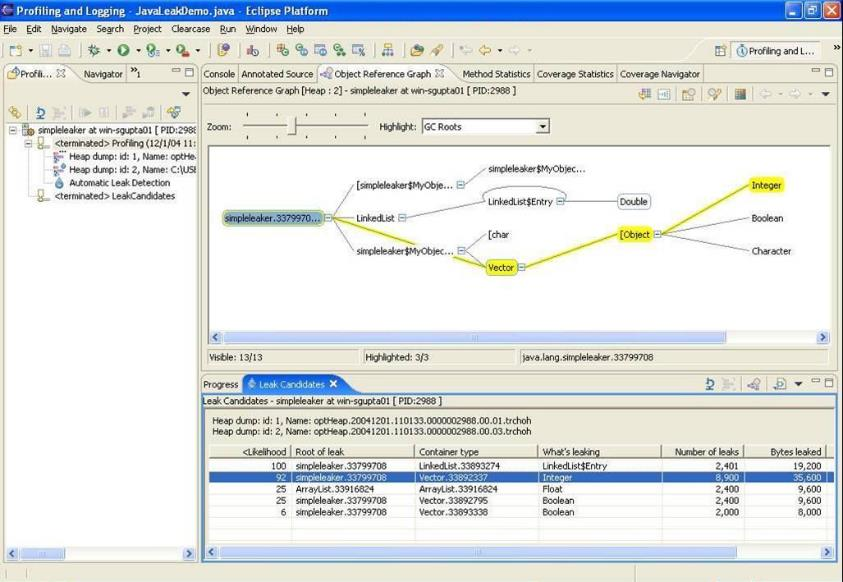 Profiling and Logging - JavaLeakDemo.java - Eclipse Platform
File Edit Navigate Search Project Clearcase Run Window Help
Profiling and L...
Profili... Navigator »1
simpleleaker at win-sgupta01 [ PID:2988
<terminated> Profiling (12/1/04 11:
Heap dump: id: 1, Name: optHe
Heap dump: id: 2, Name: C:\USE
Automatic Leak Detection
<terminated> LeakCandidates
Console Annotated Source Object Reference Graph Method Statistics Coverage Statistics Coverage Navigator
Object Reference Graph [Heap : 2] - simpleleaker at win-sgupta01 [ PID:2988 ]
Zoom: Highlight: GC Roots
simpleleaker$MyObjec...
[simpleleaker$MyObje...
Integer
LinkedList$Entry
Double
simpleleaker.3379970...
LinkedList
Boolean
[char
[Object
simpleleaker$MyObjec...
Character
Vector
Visible: 13/13 Highlighted: 3/3 java.lang.simpleleaker.33799708
Progress Leak Candidates
Leak Candidates - simpleleaker at win-sgupta01 [ PID:2988 ]
Heap dump: id: 1, Name: optHeap.20041201.110133.0000002988.00.01.trchoh
Heap dump: id: 2, Name: optHeap.20041201.110133.0000002988.00.03.trchoh
<Likelihood Root of leak Container type What's leaking Number of leaks Bytes leaked
100 simpleleaker.33799708 LinkedList.33893274 LinkedList$Entry 2,401 19,200
92 simpleleaker.33799708 Vector.33892337 Integer 8,900 35,600
25 ArrayList.33916824 ArrayList.33916824 Float 2,400 9,600
25 simpleleaker.33799708 Vector.33892795 Boolean 2,400 9,600
6 simpleleaker.33799708 Vector.33893338 Boolean 2,000 8,000